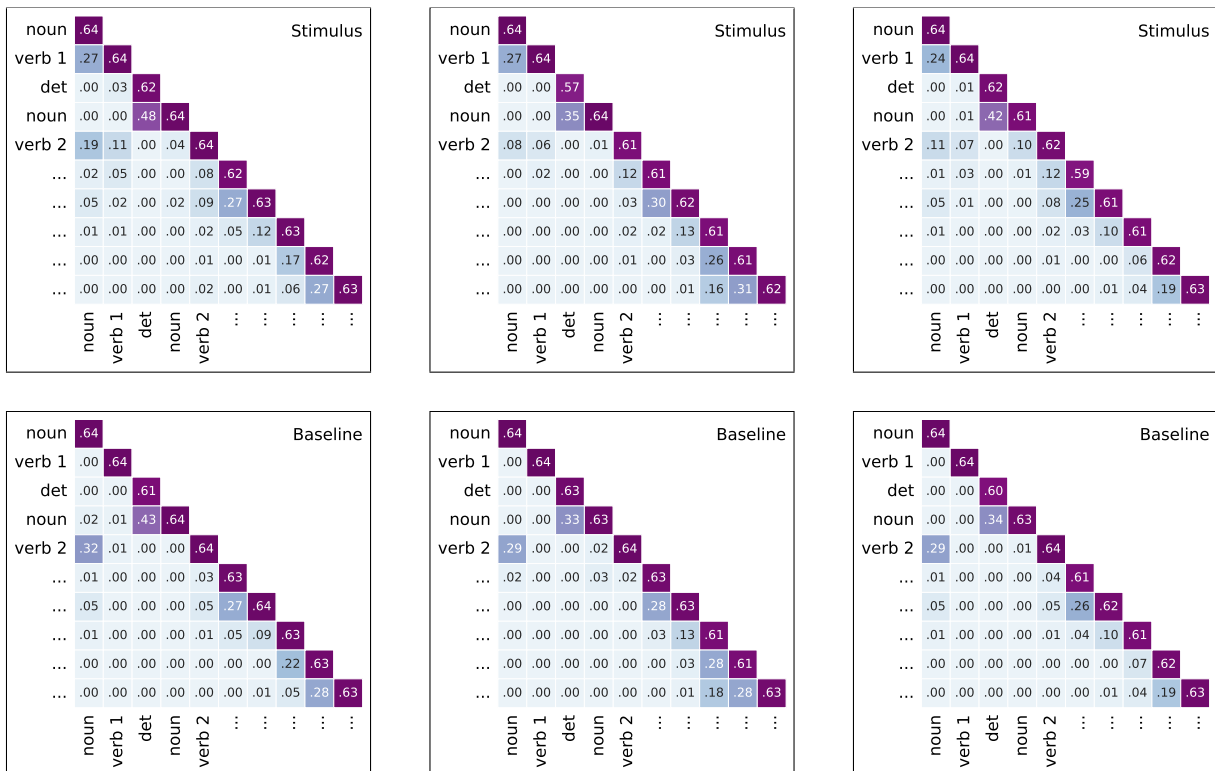 Stimulus
noun .64
verb 1 .27 .64
det .00 .03 .62
noun .00 .00 .48 .64
verb 2 .19 .11 .00 .04 .64
... .02 .05 .00 .00 .08 .62
... .05 .02 .00 .02 .09 .27 .63
... .01 .01 .00 .00 .02 .05 .12 .63
... .00 .00 .00 .00 .01 .00 .01 .17 .62
... .00 .00 .00 .00 .02 .00 .01 .06 .27 .63
noun verb 1 det noun verb 2 ... ... ... ... ...
Stimulus
noun .64
verb 1 .27 .64
det .00 .00 .57
noun .00 .00 .35 .64
verb 2 .08 .06 .00 .01 .61
... .00 .02 .00 .00 .12 .61
... .00 .00 .00 .00 .03 .30 .62
... .00 .00 .00 .00 .02 .02 .13 .61
... .00 .00 .00 .00 .01 .00 .03 .26 .61
... .00 .00 .00 .00 .00 .00 .01 .16 .31 .62
noun verb 1 det noun verb 2 ... ... ... ... ...
Stimulus
noun .64
verb 1 .24 .64
det .00 .01 .62
noun .00 .01 .42 .61
verb 2 .11 .07 .00 .10 .62
... .01 .03 .00 .01 .12 .59
... .05 .01 .00 .00 .08 .25 .61
... .01 .00 .00 .00 .02 .03 .10 .61
... .00 .00 .00 .00 .01 .00 .00 .06 .62
... .00 .00 .00 .00 .00 .00 .01 .04 .19 .63
noun verb 1 det noun verb 2 ... ... ... ... ...
Baseline
noun .64
verb 1 .00 .64
det .00 .00 .61
noun .02 .01 .43 .64
verb 2 .32 .01 .00 .00 .64
... .01 .00 .00 .00 .03 .63
... .05 .00 .00 .00 .05 .27 .64
... .01 .00 .00 .00 .01 .05 .09 .63
... .00 .00 .00 .00 .00 .00 .00 .22 .63
... .00 .00 .00 .00 .00 .00 .01 .05 .28 .63
noun verb 1 det noun verb 2 ... ... ... ... ...
Baseline
noun .64
verb 1 .00 .64
det .00 .00 .63
noun .00 .00 .33 .63
verb 2 .29 .00 .00 .02 .64
... .02 .00 .00 .03 .02 .63
... .00 .00 .00 .00 .00 .28 .63
... .00 .00 .00 .00 .00 .03 .13 .61
... .00 .00 .00 .00 .00 .00 .03 .28 .61
... .00 .00 .00 .00 .00 .00 .01 .18 .28 .63
noun verb 1 det noun verb 2 ... ... ... ... ...
Baseline
noun .64
verb 1 .00 .64
det .00 .00 .60
noun .00 .00 .34 .63
verb 2 .29 .00 .00 .01 .64
... .01 .00 .00 .00 .04 .61
... .05 .00 .00 .00 .05 .26 .62
... .01 .00 .00 .00 .01 .04 .10 .61
... .00 .00 .00 .00 .00 .00 .00 .07 .62
... .00 .00 .00 .00 .00 .00 .01 .04 .19 .63
noun verb 1 det noun verb 2 ... ... ... ... ...